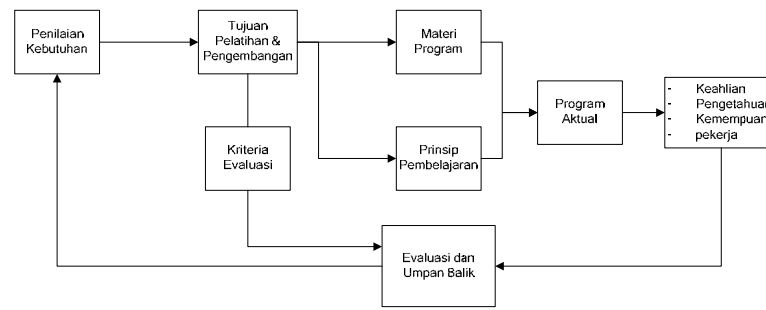 Penilaian
Kebutuhan
Tujuan
Pelatihan &
Pengembangan
Materi
Program
Prinsip
Pembelajaran
Kriteria
Evaluasi
Program
Aktual
- Keahlian
- Pengetahuan
- Kemempuan
- pekerja
Evaluasi dan
Umpan Balik